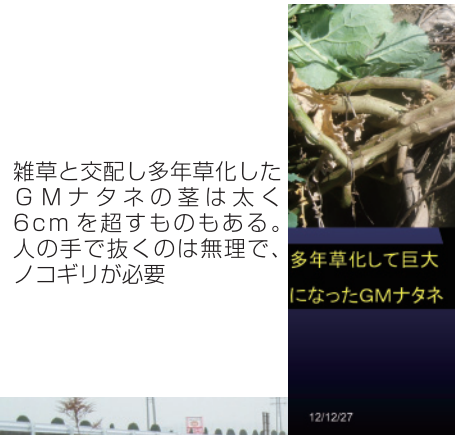 雑草と交配し多年草化した
ＧＭナタネの茎は太く
6cmを超すものもある。
人の手で抜くのは無理で、
ノコギリが必要
多年草化して巨大
になったGMナタネ
12/12/27